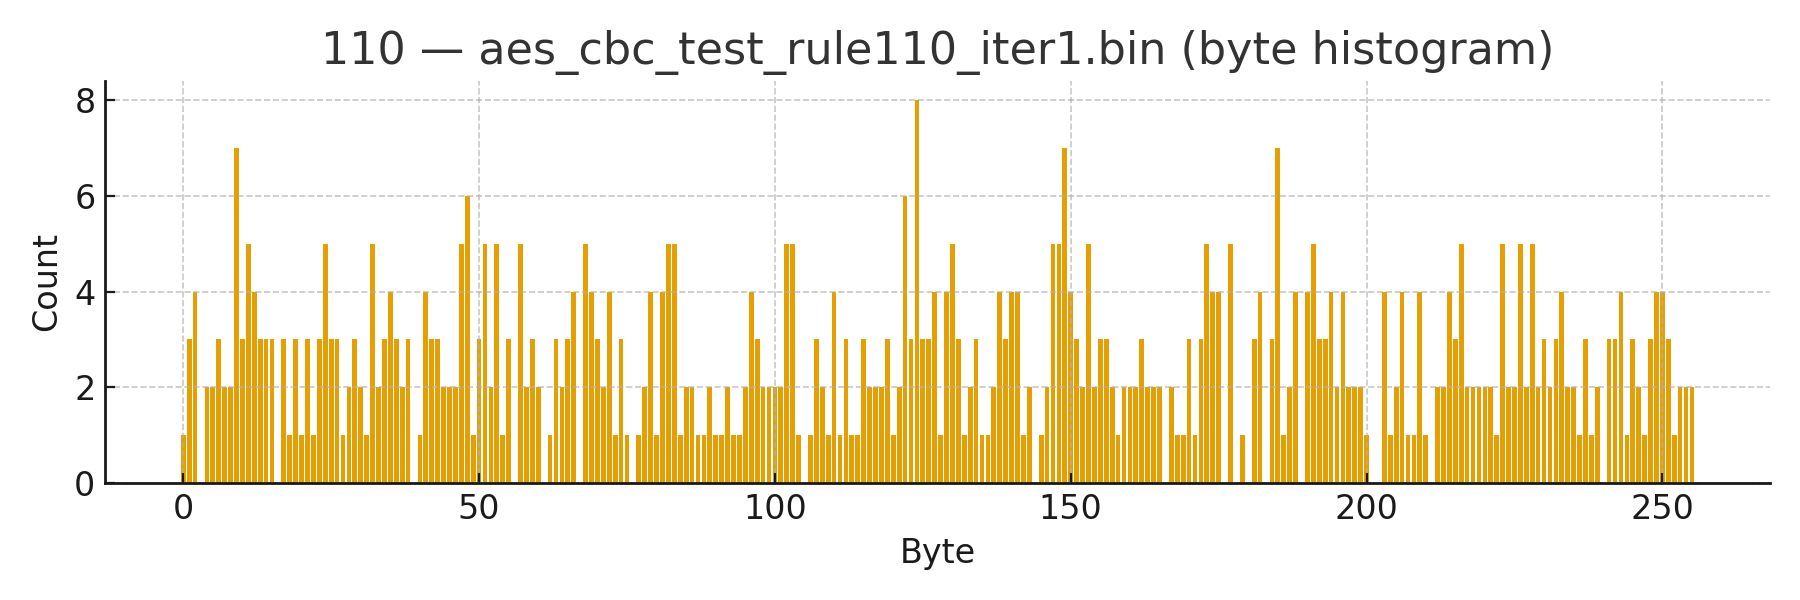 110 — aes_cbc_test_rule110_iter1.bin (byte histogram)
Count
8
6
4
2
0
0 50 100 150 200 250
Byte